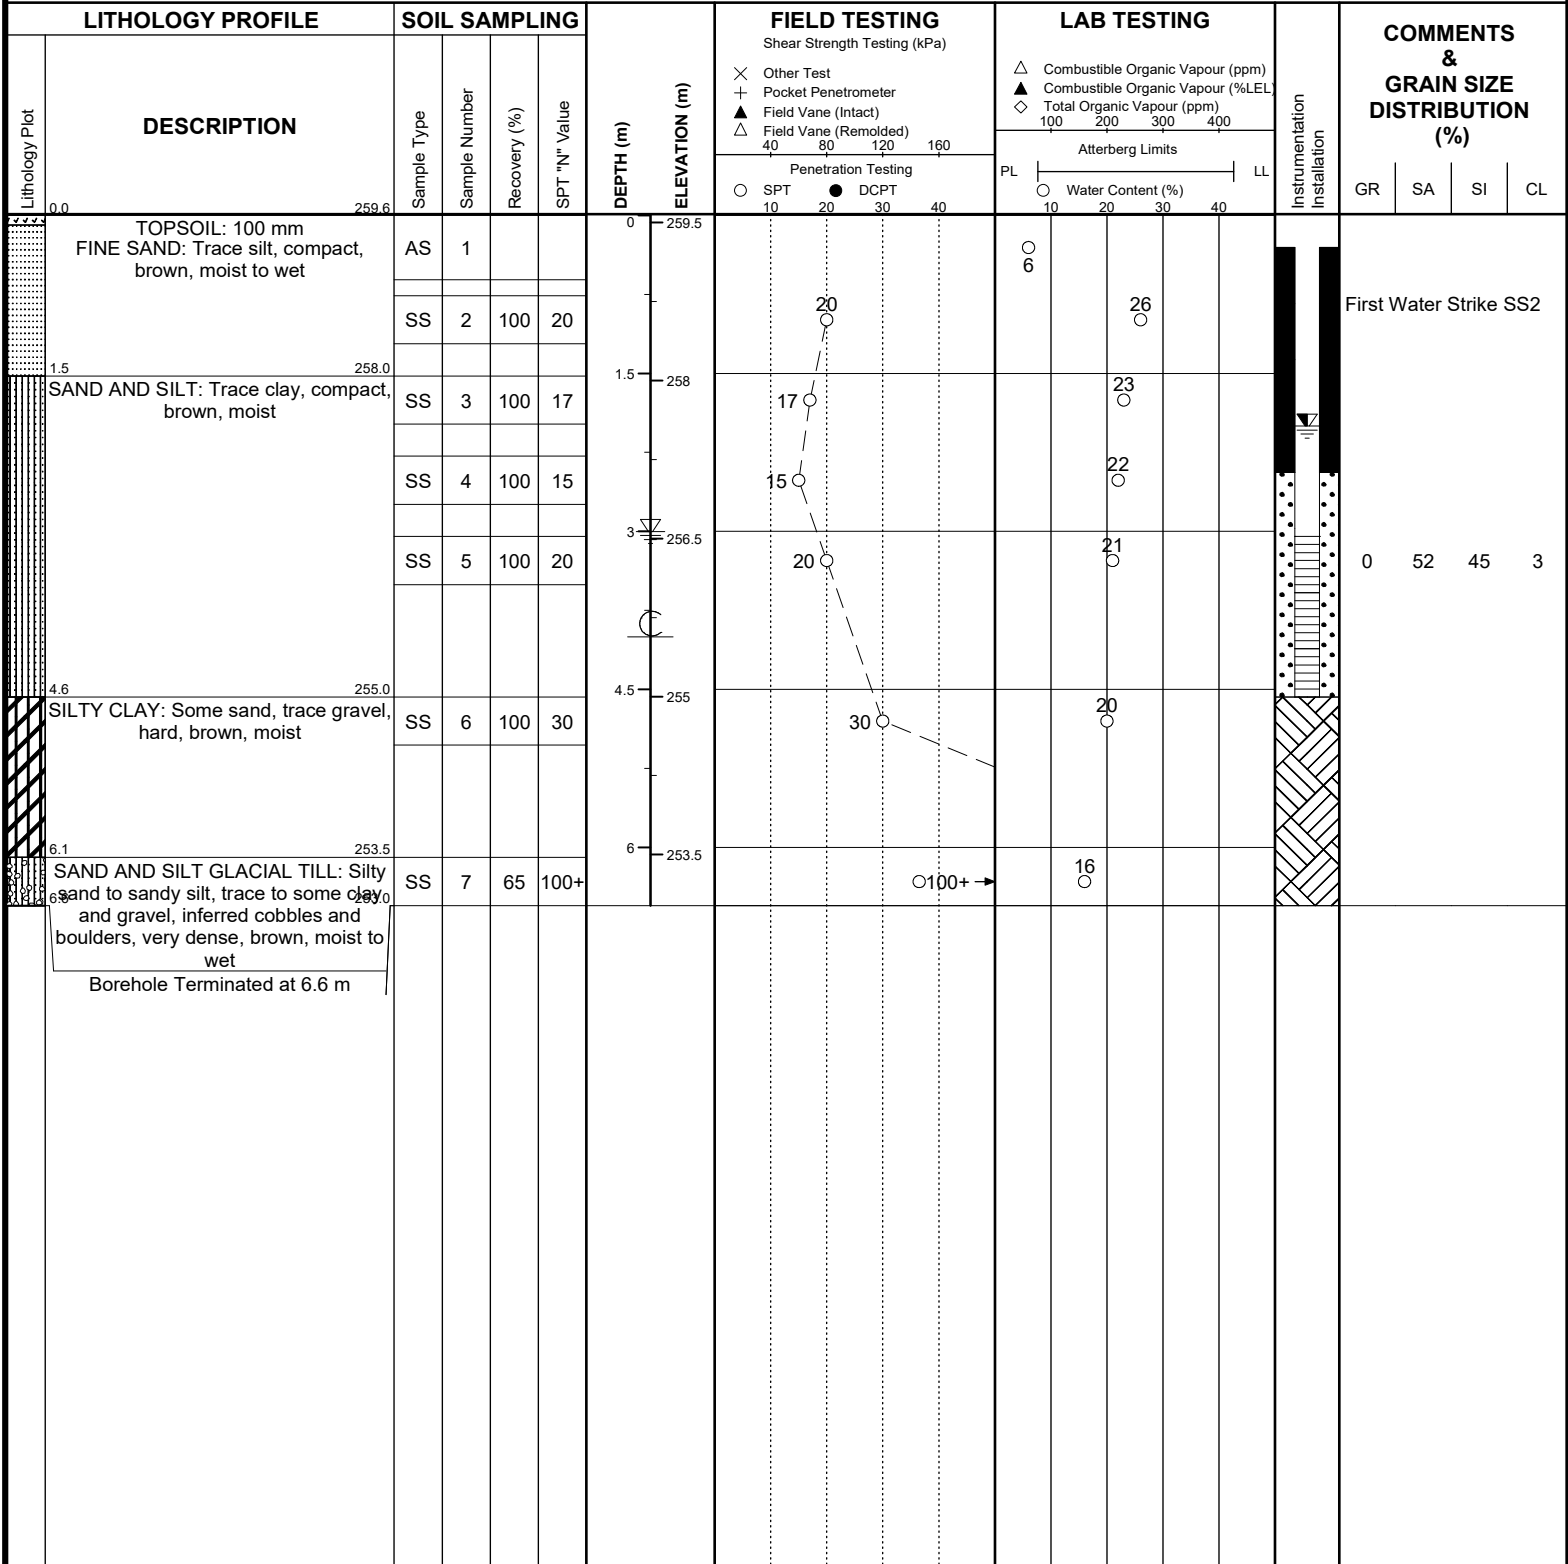 LITHOLOGY PROFILE
SOIL SAMPLING
FIELD TESTING
LAB TESTING
Shear Strength Testing (kPa)
COMMENTS
&
GRAIN SIZE
DISTRIBUTION
(%)
Lithology Plot
DESCRIPTION
Sample Type
Sample Number
Recovery (%)
SPT "N" Value
DEPTH (m)
ELEVATION (m)
Other Test
Pocket Penetrometer
Field Vane (Intact)
Field Vane (Remolded)
40 80 120 160
Penetration Testing
SPT DCPT
10 20 30 40
Combustible Organic Vapour (ppm)
Combustible Organic Vapour (%LEL)
Total Organic Vapour (ppm)
100 200 300 400
Atterberg Limits
PL LL
Water Content (%)
10 20 30 40
Instrumentation
Installation
GR SA SI CL
0.0 259.6
TOPSOIL: 100 mm
FINE SAND: Trace silt, compact,
brown, moist to wet
AS 1
0 259.5
6
SS 2 100 20
20
26
First Water Strike SS2
1.5 258.0
1.5 258
SAND AND SILT: Trace clay, compact,
brown, moist
SS 3 100 17
17
23
SS 4 100 15
15
22
3 256.5
SS 5 100 20
20
21
0 52 45 3
C
4.6 255.0
4.5 255
SILTY CLAY: Some sand, trace gravel,
hard, brown, moist
SS 6 100 30
30
20
6.1 253.5
6 253.5
SAND AND SILT GLACIAL TILL: Silty
sand to sandy silt, trace to some clay
6.6 253.0
and gravel, inferred cobbles and
boulders, very dense, brown, moist to
wet
SS 7 65 100+
100+
16
Borehole Terminated at 6.6 m